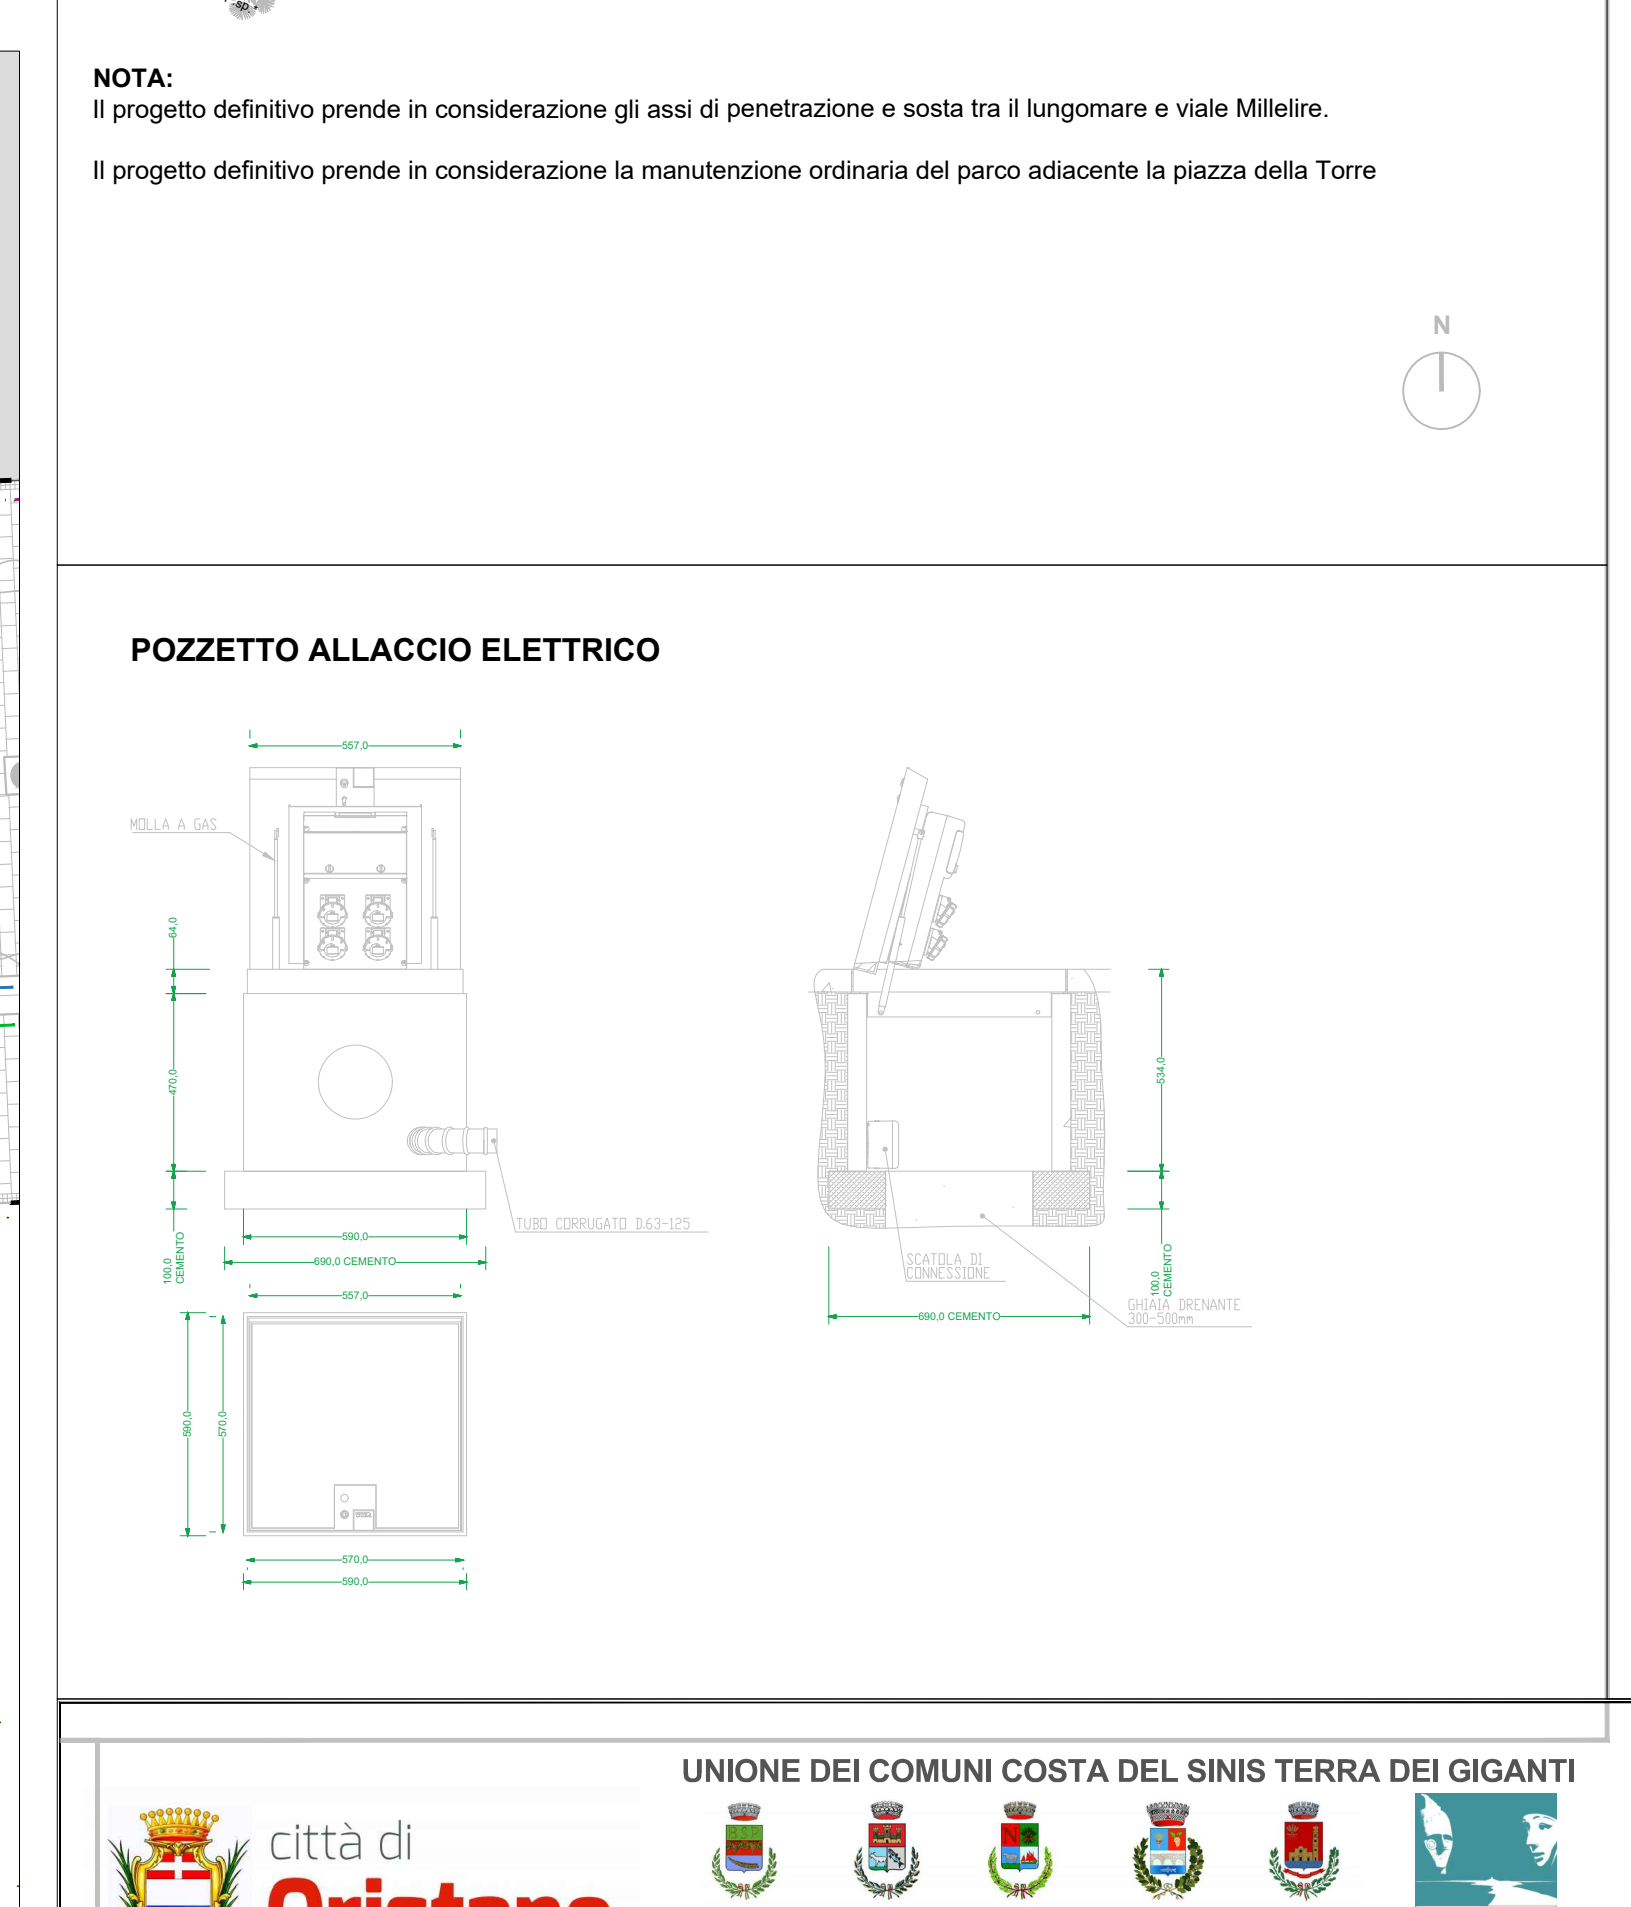 sp.
NOTA:
Il progetto definitivo prende in considerazione gli assi di penetrazione e sosta tra il lungomare e viale Millelire.
Il progetto definitivo prende in considerazione la manutenzione ordinaria del parco adiacente la piazza della Torre
N
POZZETTO ALLACCIO ELETTRICO
557,0
MOLLA A GAS
64,0
470,0
534,0
TUBO CORRUGATO D.63-125
590,0
690,0 CEMENTO
100,0
CEMENTO
SCATOLA DI
CONNESSIONE
100,0
CEMENTO
GHIAIA DRENANTE
300-500mm
690,0 CEMENTO
557,0
590,0
570,0
570,0
590,0
UNIONE DEI COMUNI COSTA DEL SINIS TERRA DEI GIGANTI
città di
Oristano
BSP
N